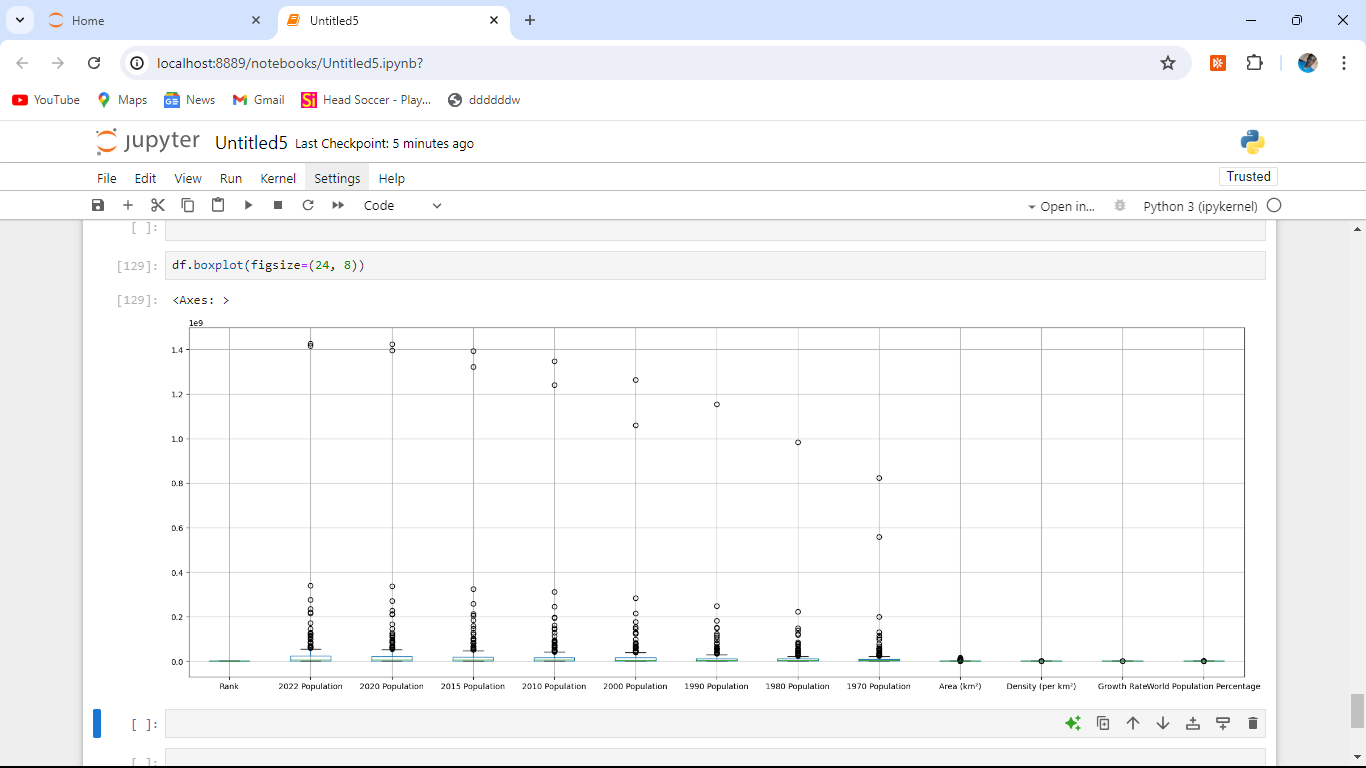 Home
Untitled5
localhost:8889/notebooks/Untitled5.ipynb?
YouTube Maps News Gmail Head Soccer - Play... ddddddw
jupyter Untitled5 Last Checkpoint: 5 minutes ago
File Edit View Run Kernel Settings Help
Trusted
Code
Open in...
Python 3 (ipykernel)
[ ]:
[129]: df.boxplot(figsize=(24, 8))
[129]: <Axes: >
1e9
1.4
1.2
1.0
0.8
0.6
0.4
0.2
0.0
Rank 2022 Population 2020 Population 2015 Population 2010 Population 2000 Population 1990 Population 1980 Population 1970 Population Area (km²) Density (per km²) Growth Rate World Population Percentage
[ ]:
[ ]: